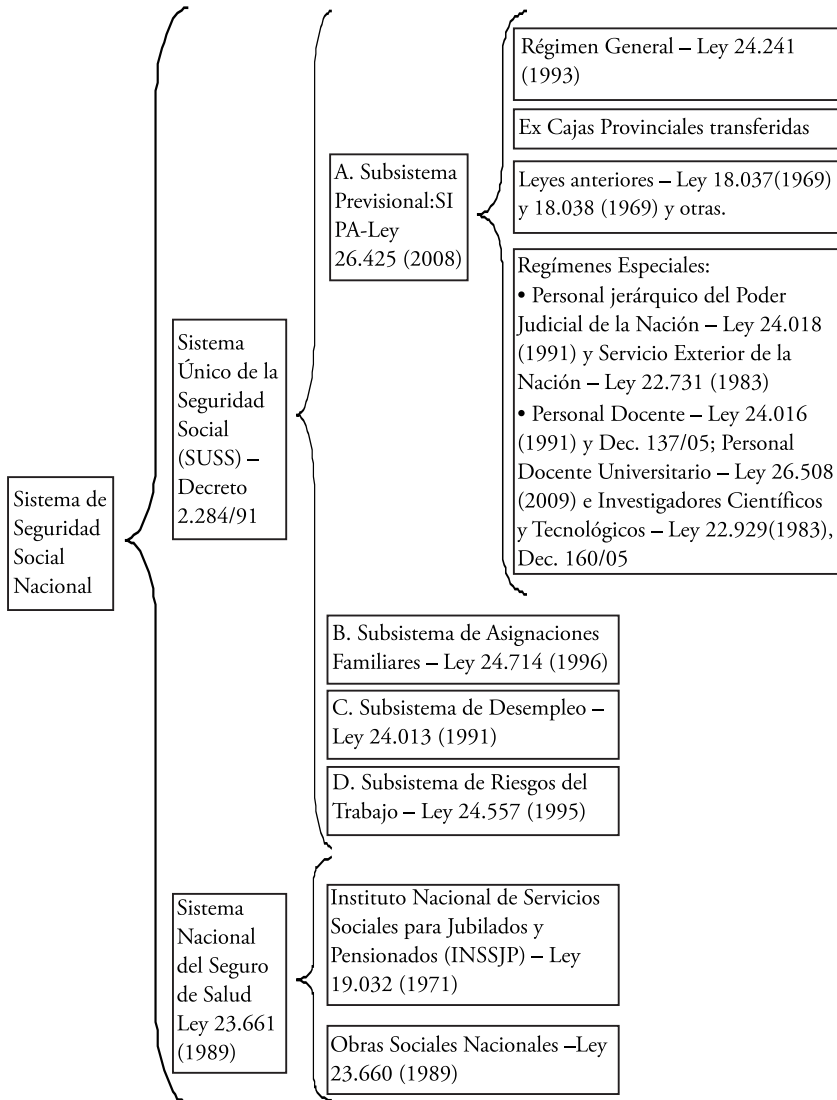 Sistema de
Seguridad
Social
Nacional
Sistema
Único de la
Seguridad
Social
(SUSS) –
Decreto
2.284/91
A. Subsistema
Previsional:SI
PA-Ley
26.425 (2008)
Régimen General – Ley 24.241
(1993)
Ex Cajas Provinciales transferidas
Leyes anteriores – Ley 18.037(1969)
y 18.038 (1969) y otras.
Regímenes Especiales:
• Personal jerárquico del Poder
Judicial de la Nación – Ley 24.018
(1991) y Servicio Exterior de la
Nación – Ley 22.731 (1983)
• Personal Docente – Ley 24.016
(1991) y Dec. 137/05; Personal
Docente Universitario – Ley 26.508
(2009) e Investigadores Científicos
y Tecnológicos – Ley 22.929(1983),
Dec. 160/05
B. Subsistema de Asignaciones
Familiares – Ley 24.714 (1996)
C. Subsistema de Desempleo –
Ley 24.013 (1991)
D. Subsistema de Riesgos del
Trabajo – Ley 24.557 (1995)
Sistema
Nacional
del Seguro
de Salud
Ley 23.661
(1989)
Instituto Nacional de Servicios
Sociales para Jubilados y
Pensionados (INSSJP) – Ley
19.032 (1971)
Obras Sociales Nacionales –Ley
23.660 (1989)